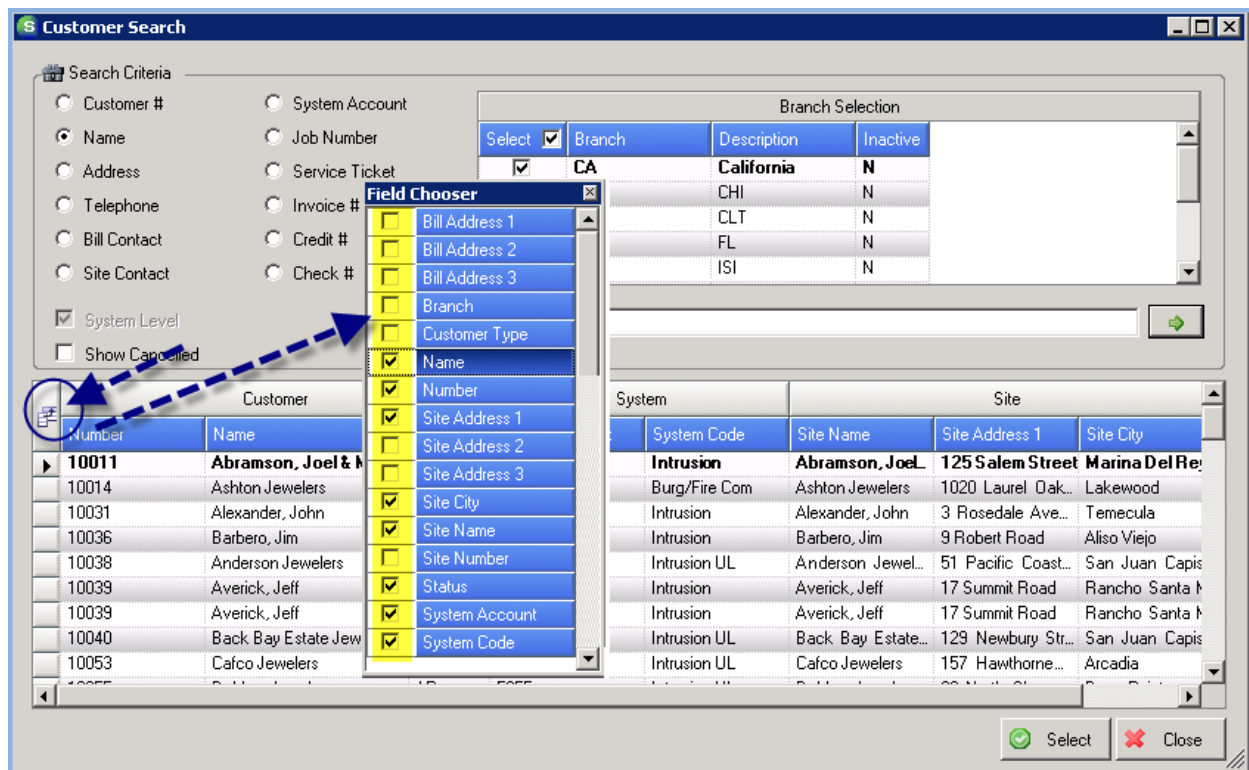 Customer Search
Search Criteria
Customer # System Account
Name Job Number
Address Service Ticket
Telephone Invoice #
Bill Contact Credit #
Site Contact Check #
System Level
Show Cancelled
Branch Selection
Select Branch Description Inactive
CA California N
CHI N
CLT N
FL N
ISI N
Field Chooser
Bill Address 1
Bill Address 2
Bill Address 3
Branch
Customer Type
Name
Number
Site Address 1
Site Address 2
Site Address 3
Site City
Site Name
Site Number
Status
System Account
System Code
Customer System Site
Number Name System Code Site Name Site Address 1 Site City
10011 Abramson, Joel & Intrusion Abramson, Joel... 125 Salem Street Marina Del Rey
10014 Ashton Jewelers Burg/Fire Com Ashton Jewelers 1020 Laurel Oak... Lakewood
10031 Alexander, John Intrusion Alexander, John 3 Rosedale Ave... Temecula
10036 Barbero, Jim Intrusion Barbero, Jim 9 Robert Road Aliso Viejo
10038 Anderson Jewelers Intrusion UL Anderson Jewel... 51 Pacific Coast... San Juan Capis
10039 Averick, Jeff Intrusion Averick, Jeff 17 Summit Road Rancho Santa
10039 Averick, Jeff Intrusion Averick, Jeff 17 Summit Road Rancho Santa
10040 Back Bay Estate Jew Intrusion UL Back Bay Estate... 129 Newbury Str... San Juan Capis
10053 Cafco Jewelers Intrusion UL Cafco Jewelers 157 Hawthorne... Arcadia
Select Close